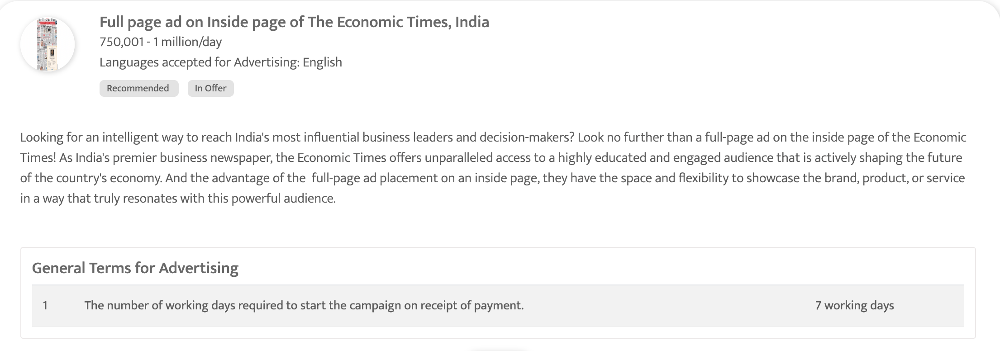 Full page ad on Inside page of The Economic Times, India
750,001 - 1 million/day
Languages accepted for Advertising: English
Recommended
In Offer
Looking for an intelligent way to reach India's most influential business leaders and decision-makers? Look no further than a full-page ad on the inside page of the Economic
Times! As India's premier business newspaper, the Economic Times offers unparalleled access to a highly educated and engaged audience that is actively shaping the future
of the country's economy. And the advantage of the  full-page ad placement on an inside page, they have the space and flexibility to showcase the brand, product, or service
in a way that truly resonates with this powerful audience.
General Terms for Advertising
1 The number of working days required to start the campaign on receipt of payment. 7 working days